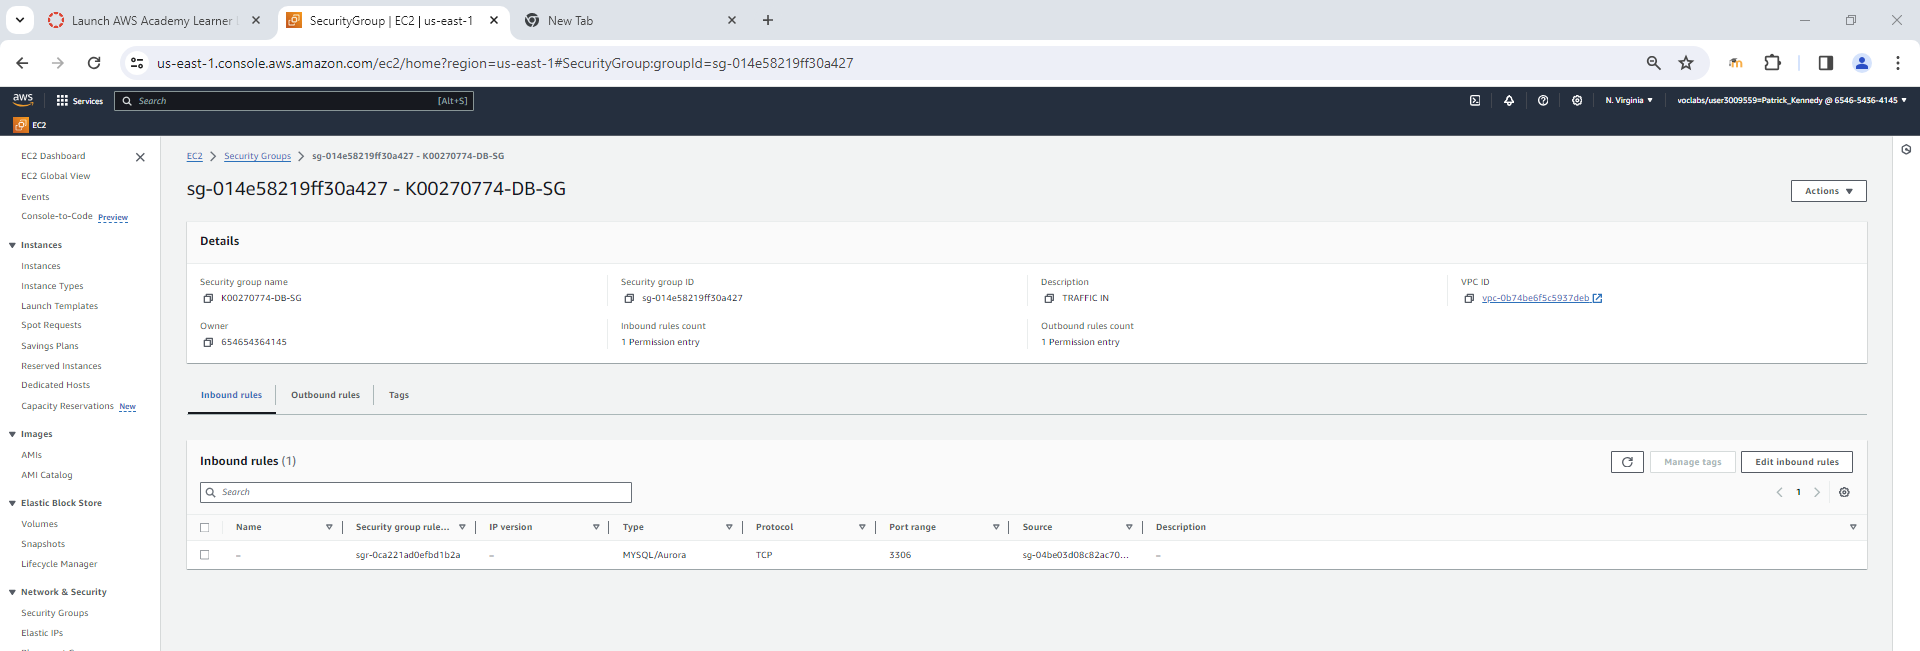 Launch AWS Academy Learner
SecurityGroup | EC2 | us-east-1
New Tab
us-east-1.console.aws.amazon.com/ec2/home?region=us-east-1#SecurityGroup:groupId=sg-014e58219ff30a427
aws
Services
Search
[Alt+S]
N. Virginia
voclabs/user3009559=Patrick_Kennedy @ 6546-5436-4145
EC2
EC2 Dashboard
EC2 Global View
Events
Console-to-Code Preview
Instances
Instances
Instance Types
Launch Templates
Spot Requests
Savings Plans
Reserved Instances
Dedicated Hosts
Capacity Reservations New
Images
AMIs
AMI Catalog
Elastic Block Store
Volumes
Snapshots
Lifecycle Manager
Network & Security
Security Groups
Elastic IPs
EC2 > Security Groups > sg-014e58219ff30a427 - K00270774-DB-SG
sg-014e58219ff30a427 - K00270774-DB-SG
Actions
Details
Security group name
K00270774-DB-SG
Security group ID
sg-014e58219ff30a427
Description
TRAFFIC IN
VPC ID
vpc-0b74be6f5c5937deb
Owner
654654364145
Inbound rules count
1 Permission entry
Outbound rules count
1 Permission entry
Inbound rules
Outbound rules
Tags
Inbound rules (1)
Manage tags
Edit inbound rules
Search
1
Name
Security group rule...
IP version
Type
Protocol
Port range
Source
Description
–
sgr-0ca221ad0efbd1b2a
–
MYSQL/Aurora
TCP
3306
sg-04be03d08c82ac70...
–